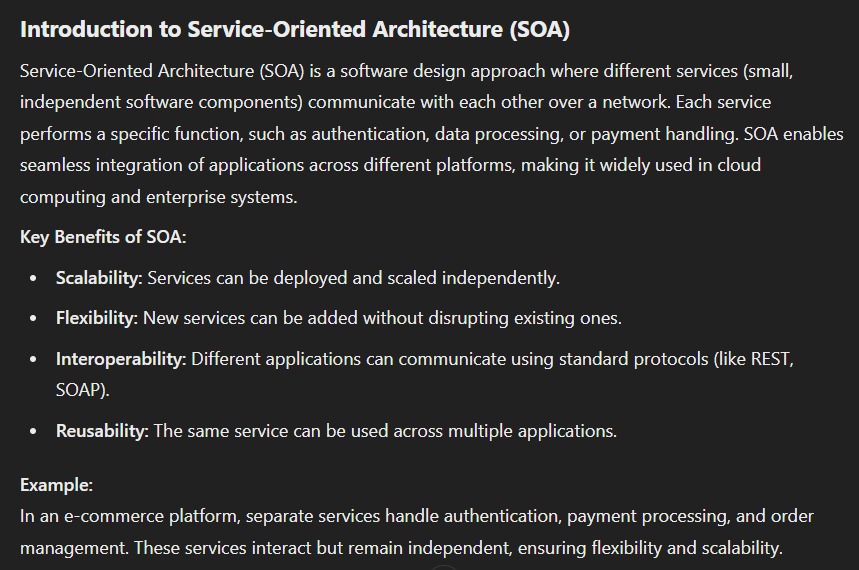 Introduction to Service-Oriented Architecture (SOA)
Service-Oriented Architecture (SOA) is a software design approach where different services (small,
independent software components) communicate with each other over a network. Each service
performs a specific function, such as authentication, data processing, or payment handling. SOA enables
seamless integration of applications across different platforms, making it widely used in cloud
computing and enterprise systems.
Key Benefits of SOA:
• Scalability: Services can be deployed and scaled independently.
• Flexibility: New services can be added without disrupting existing ones.
• Interoperability: Different applications can communicate using standard protocols (like REST,
SOAP).
• Reusability: The same service can be used across multiple applications.
Example:
In an e-commerce platform, separate services handle authentication, payment processing, and order
management. These services interact but remain independent, ensuring flexibility and scalability.